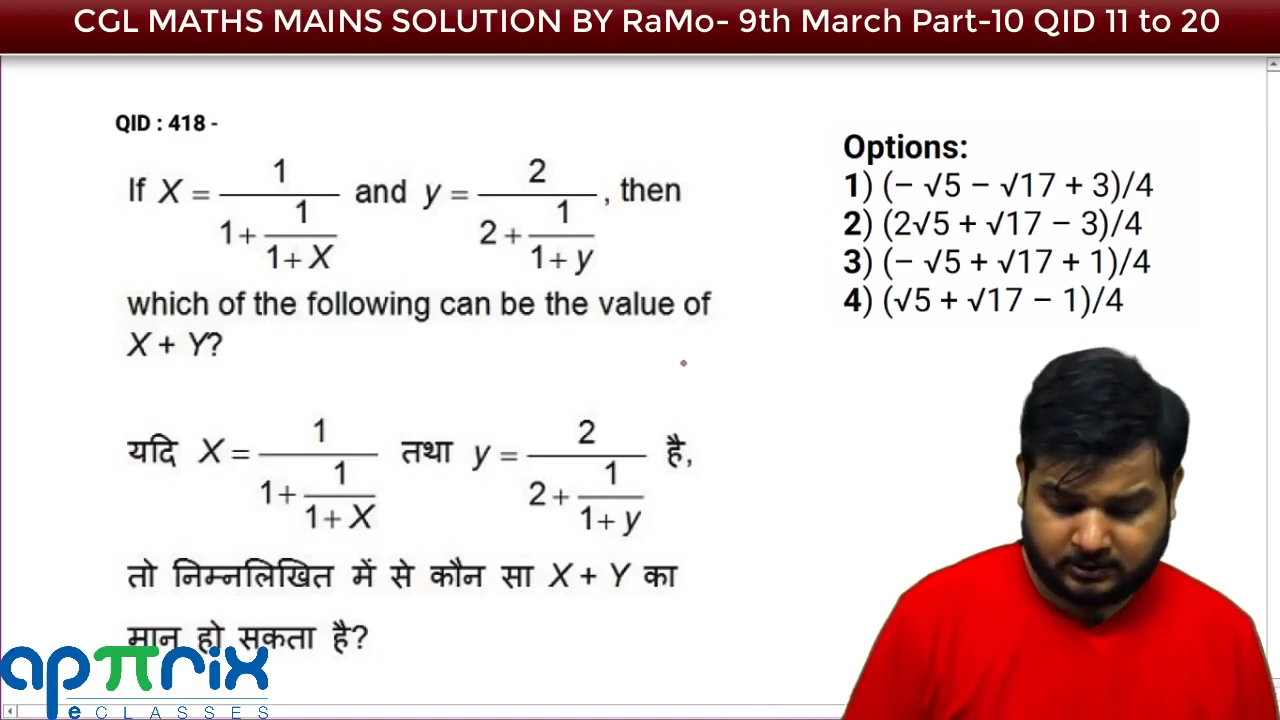 CGL MATHS MAINS SOLUTION BY RaMo- 9th March Part-10 QID 11 to 20
QID : 418 -
If X = 1/(1+1/(1+X)) and y = 2/(2+1/(1+y)), then
which of the following can be the value of
X + Y?
Options:
1) (− √5 − √17 + 3)/4
2) (2√5 + √17 − 3)/4
3) (− √5 + √17 + 1)/4
4) (√5 + √17 − 1)/4
यदि X = 1/(1+1/(1+X)) तथा y = 2/(2+1/(1+y)) है,
तो निम्नलिखित में से कौन सा X + Y का
मान हो सकता है?
apπrix
eCLASSES